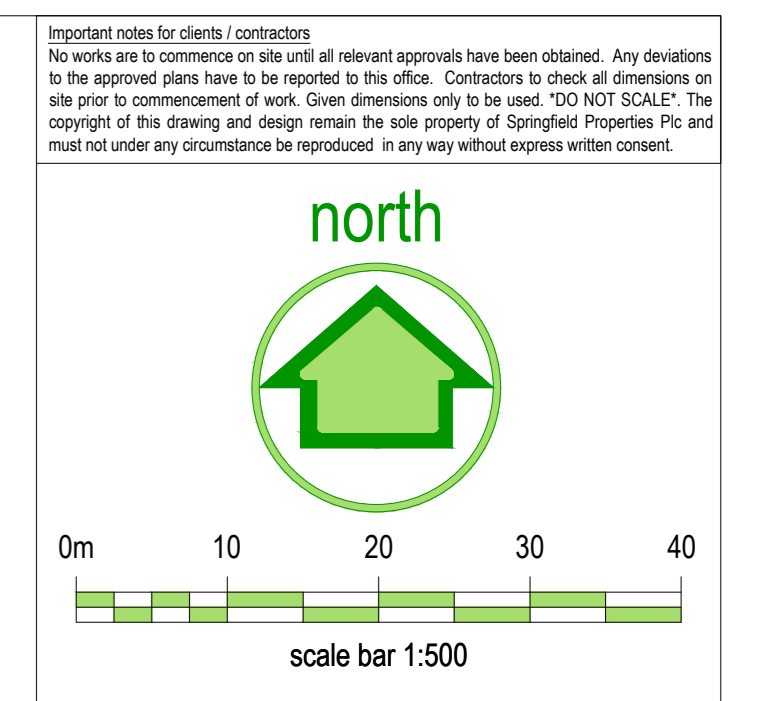 Important notes for clients / contractors
No works are to commence on site until all relevant approvals have been obtained. Any deviations
to the approved plans have to be reported to this office. Contractors to check all dimensions on
site prior to commencement of work. Given dimensions only to be used. *DO NOT SCALE*. The
copyright of this drawing and design remain the sole property of Springfield Properties Plc and
must not under any circumstance be reproduced in any way without express written consent.
north
0m 10 20 30 40
scale bar 1:500